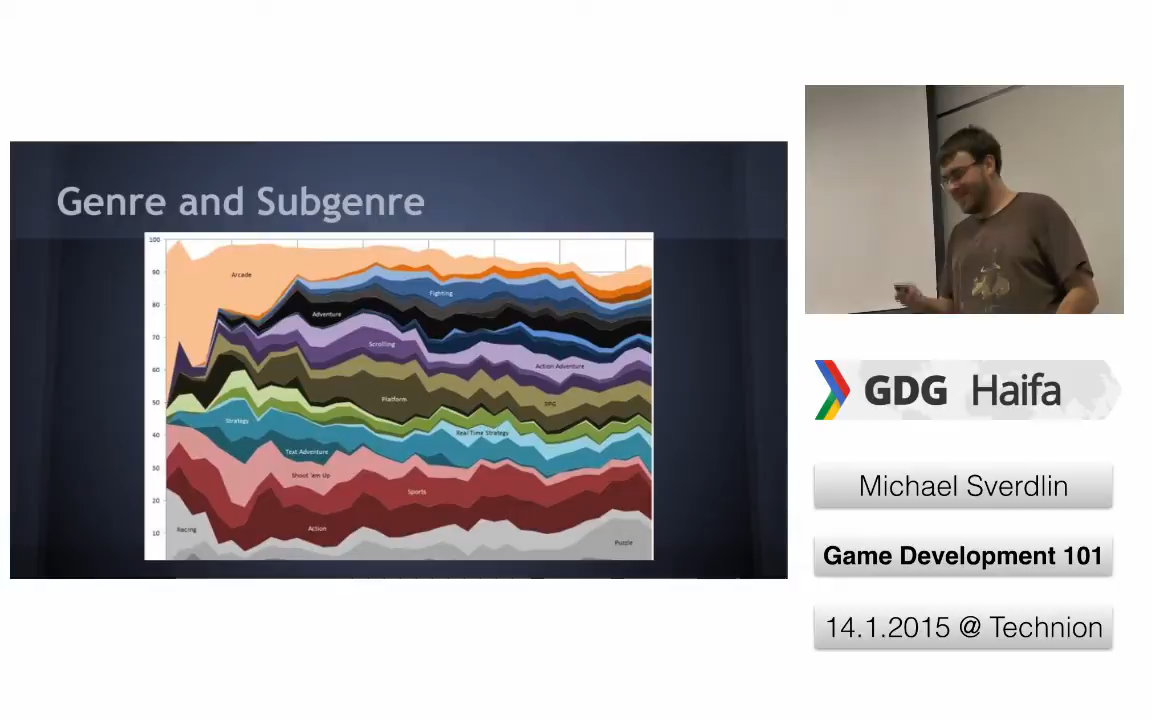 Genre and Subgenre
100
90
80
70
60
50
40
30
20
10
Arcade
Fighting
Adventure
Scrolling
Action Adventure
Platform
RPG
Strategy
Real Time Strategy
Text Adventure
Shoot 'em Up
Sports
Racing
Action
Puzzle
GDG Haifa
Michael Sverdlin
Game Development 101
14.1.2015 @ Technion